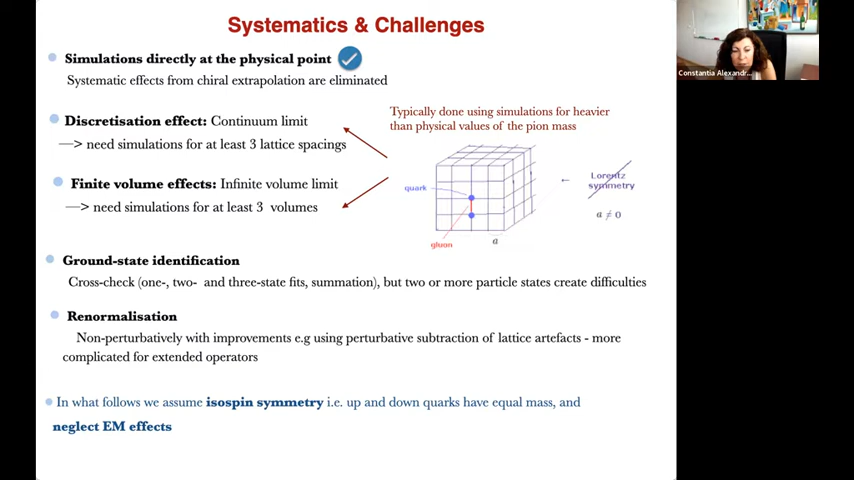 Systematics & Challenges
Simulations directly at the physical point
Systematic effects from chiral extrapolation are eliminated
Discretisation effect: Continuum limit
—> need simulations for at least 3 lattice spacings
Finite volume effects: Infinite volume limit
—> need simulations for at least 3 volumes
Typically done using simulations for heavier
than physical values of the pion mass
quark
gluon
a
←
Lorentz
symmetry
a ≠ 0
Ground-state identification
Cross-check (one-, two- and three-state fits, summation), but two or more particle states create difficulties
Renormalisation
Non-perturbatively with improvements e.g using perturbative subtraction of lattice artefacts - more
complicated for extended operators
In what follows we assume isospin symmetry i.e. up and down quarks have equal mass, and
neglect EM effects
Constantia Alexandr...